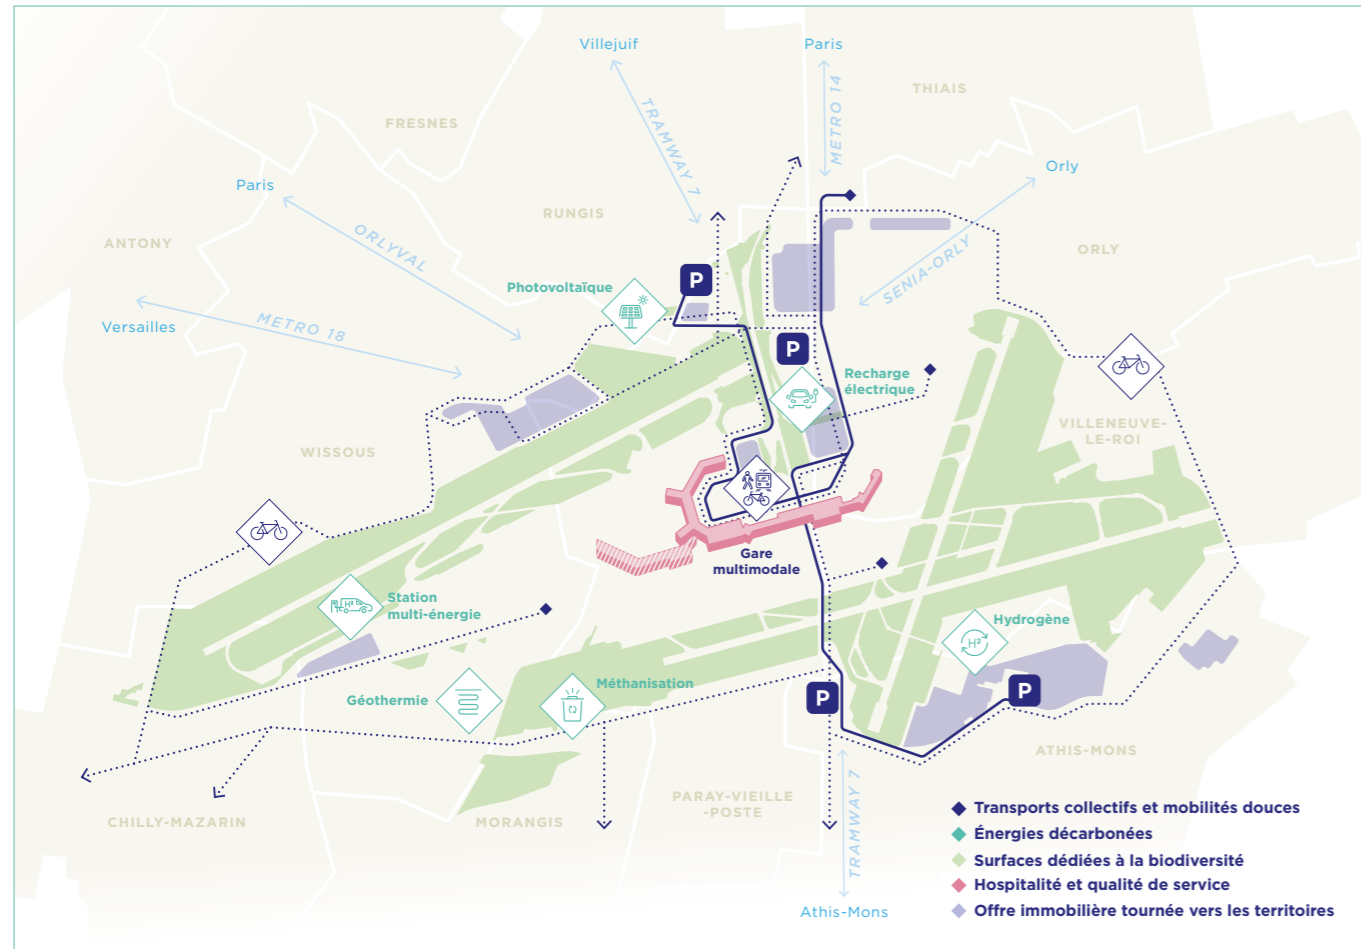 Villejuif
Paris
THIAIS
TRAMWAY 7
METRO 14
FRESNES
Orly
Paris
RUNGIS
ANTONY
ORLYVAL
ORLY
SENIA-ORLY
Photovoltaïque
P
Versailles
METRO 18
P
Recharge
électrique
VILLENEUVE-
LE-ROI
WISSOUS
Gare
multimodale
Station
multi-énergie
H2
Hydrogène
H2
Méthanisation
Géothermie
P
P
ATHIS-MONS
PARAY-VIEILLE
-POSTE
TRAMWAY 7
CHILLY-MAZARIN
MORANGIS
Athis-Mons
Transports collectifs et mobilités douces
Énergies décarbonées
Surfaces dédiées à la biodiversité
Hospitalité et qualité de service
Offre immobilière tournée vers les territoires